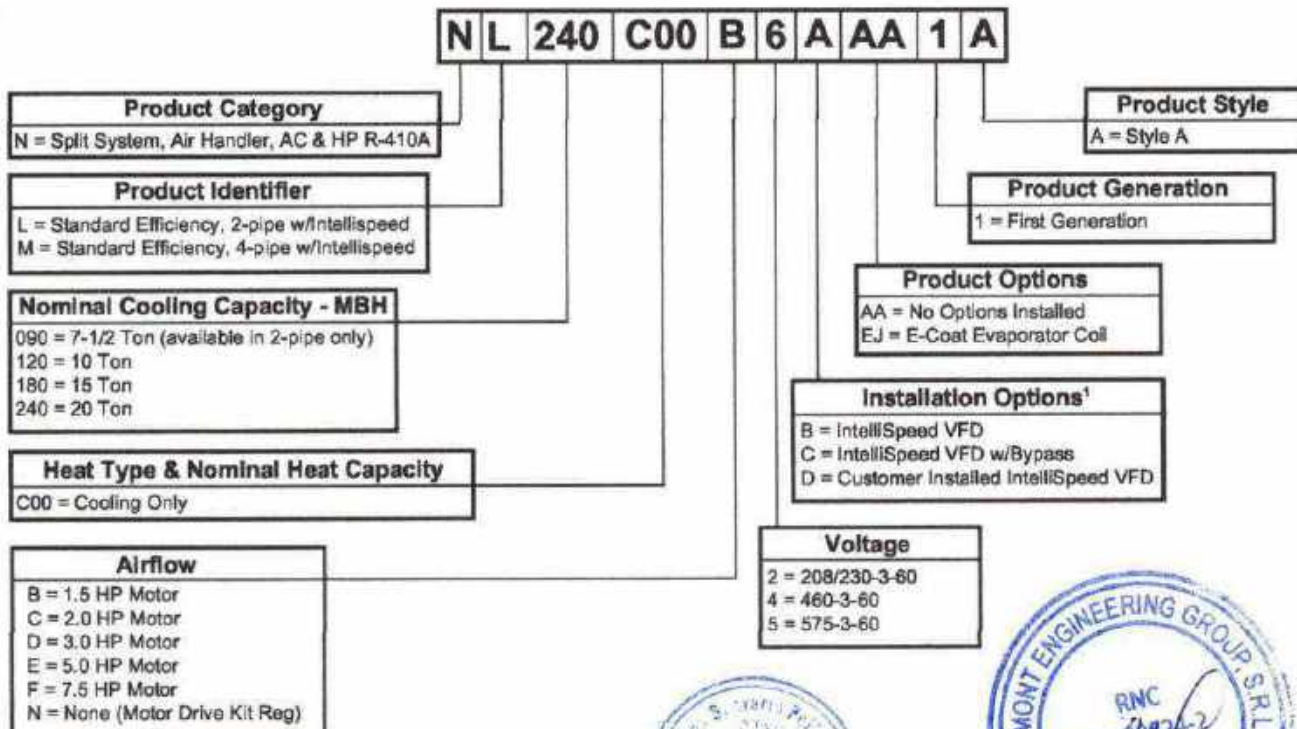 N L 240 C00 B 6 A AA 1 A
Product Category
N = Split System, Air Handler, AC & HP R-410A
Product Identifier
L = Standard Efficiency, 2-pipe w/Intellispeed
M = Standard Efficiency, 4-pipe w/Intellispeed
Nominal Cooling Capacity - MBH
090 = 7-1/2 Ton (available in 2-pipe only)
120 = 10 Ton
180 = 15 Ton
240 = 20 Ton
Heat Type & Nominal Heat Capacity
C00 = Cooling Only
Airflow
B = 1.5 HP Motor
C = 2.0 HP Motor
D = 3.0 HP Motor
E = 5.0 HP Motor
F = 7.5 HP Motor
N = None (Motor Drive Kit Reg)
Product Style
A = Style A
Product Generation
1 = First Generation
Product Options
AA = No Options Installed
EJ = E-Coat Evaporator Coil
Installation Options¹
B = IntelliSpeed VFD
C = IntelliSpeed VFD w/Bypass
D = Customer Installed IntelliSpeed VFD
Voltage
2 = 208/230-3-60
4 = 460-3-60
5 = 575-3-60
MONT ENGINEERING GROUP, S.R.L
RNC